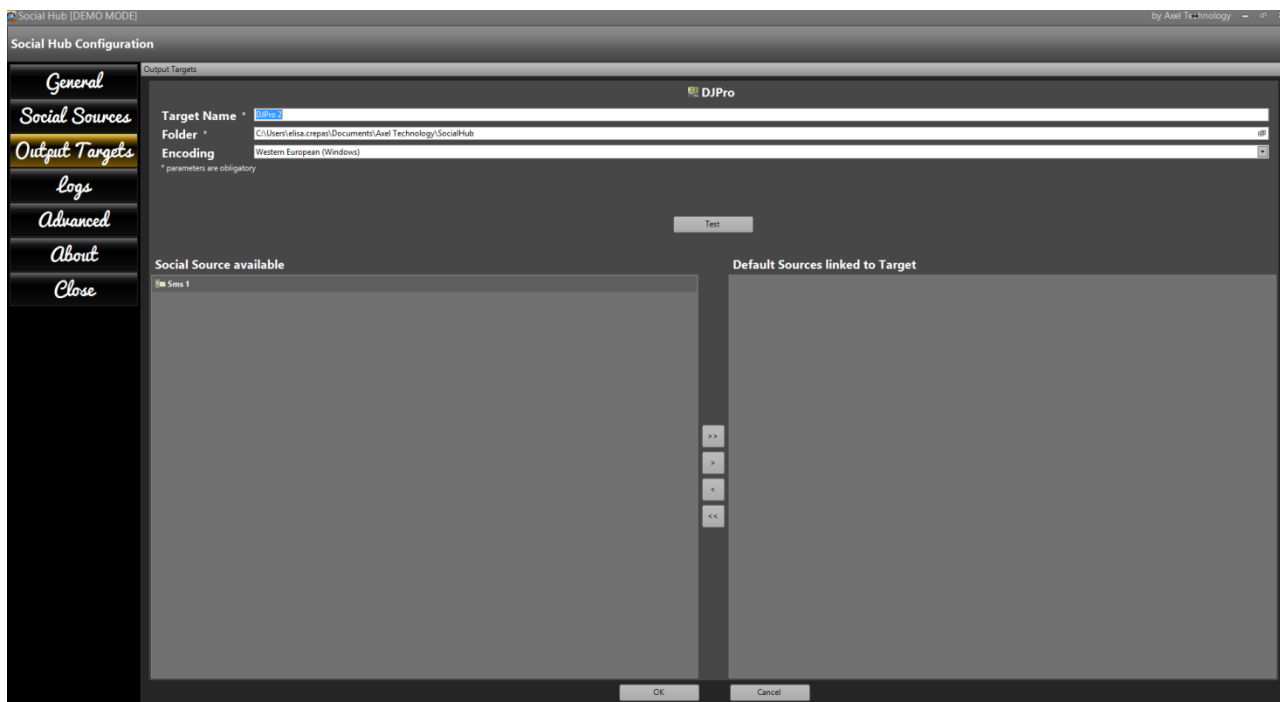 Social Hub [DEMO MODE] by Axel Technology
Social Hub Configuration
General
Social Sources
Output Targets
Logs
Advanced
About
Close
Output Targets
DJPro
Target Name * DJPro 2
Folder * C:\Users\elisa.crepas\Documents\Axel Technology\SocialHub
Encoding Western European (Windows)
* parameters are obligatory
Test
Social Source available
Default Sources linked to Target
Sms 1
>>
>
<
<<
OK Cancel